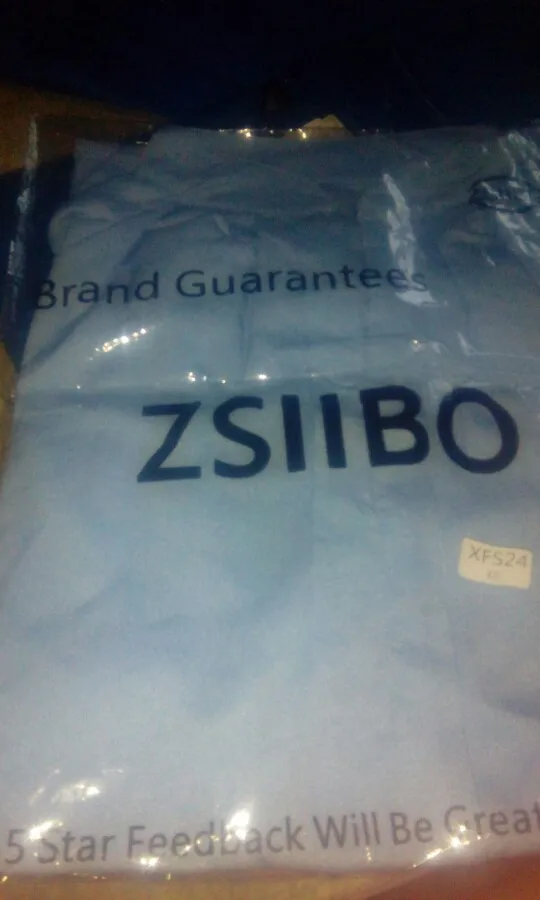 Brand Guarantees
ZSIIBO
XFS24
5 Star Feedback Will Be Great